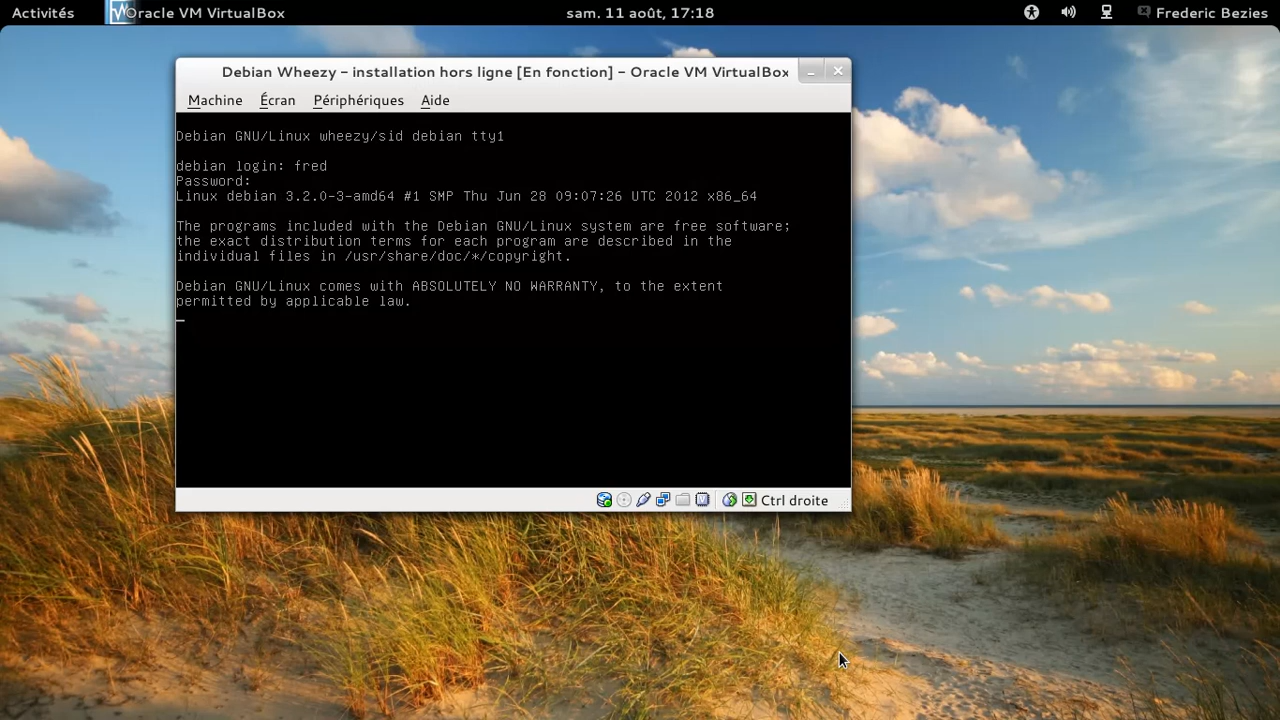 Activités
Oracle VM VirtualBox
sam. 11 août, 17:18
Frederic Bezies
Debian Wheezy – installation hors ligne [En fonction] – Oracle VM VirtualBox
Machine Écran Périphériques Aide
Debian GNU/Linux wheezy/sid debian tty1
debian login: fred
Password:
Linux debian 3.2.0-3-amd64 #1 SMP Thu Jun 28 09:07:26 UTC 2012 x86_64
The programs included with the Debian GNU/Linux system are free software;
the exact distribution terms for each program are described in the
individual files in /usr/share/doc/*/copyright.
Debian GNU/Linux comes with ABSOLUTELY NO WARRANTY, to the extent
permitted by applicable law.
Ctrl droite